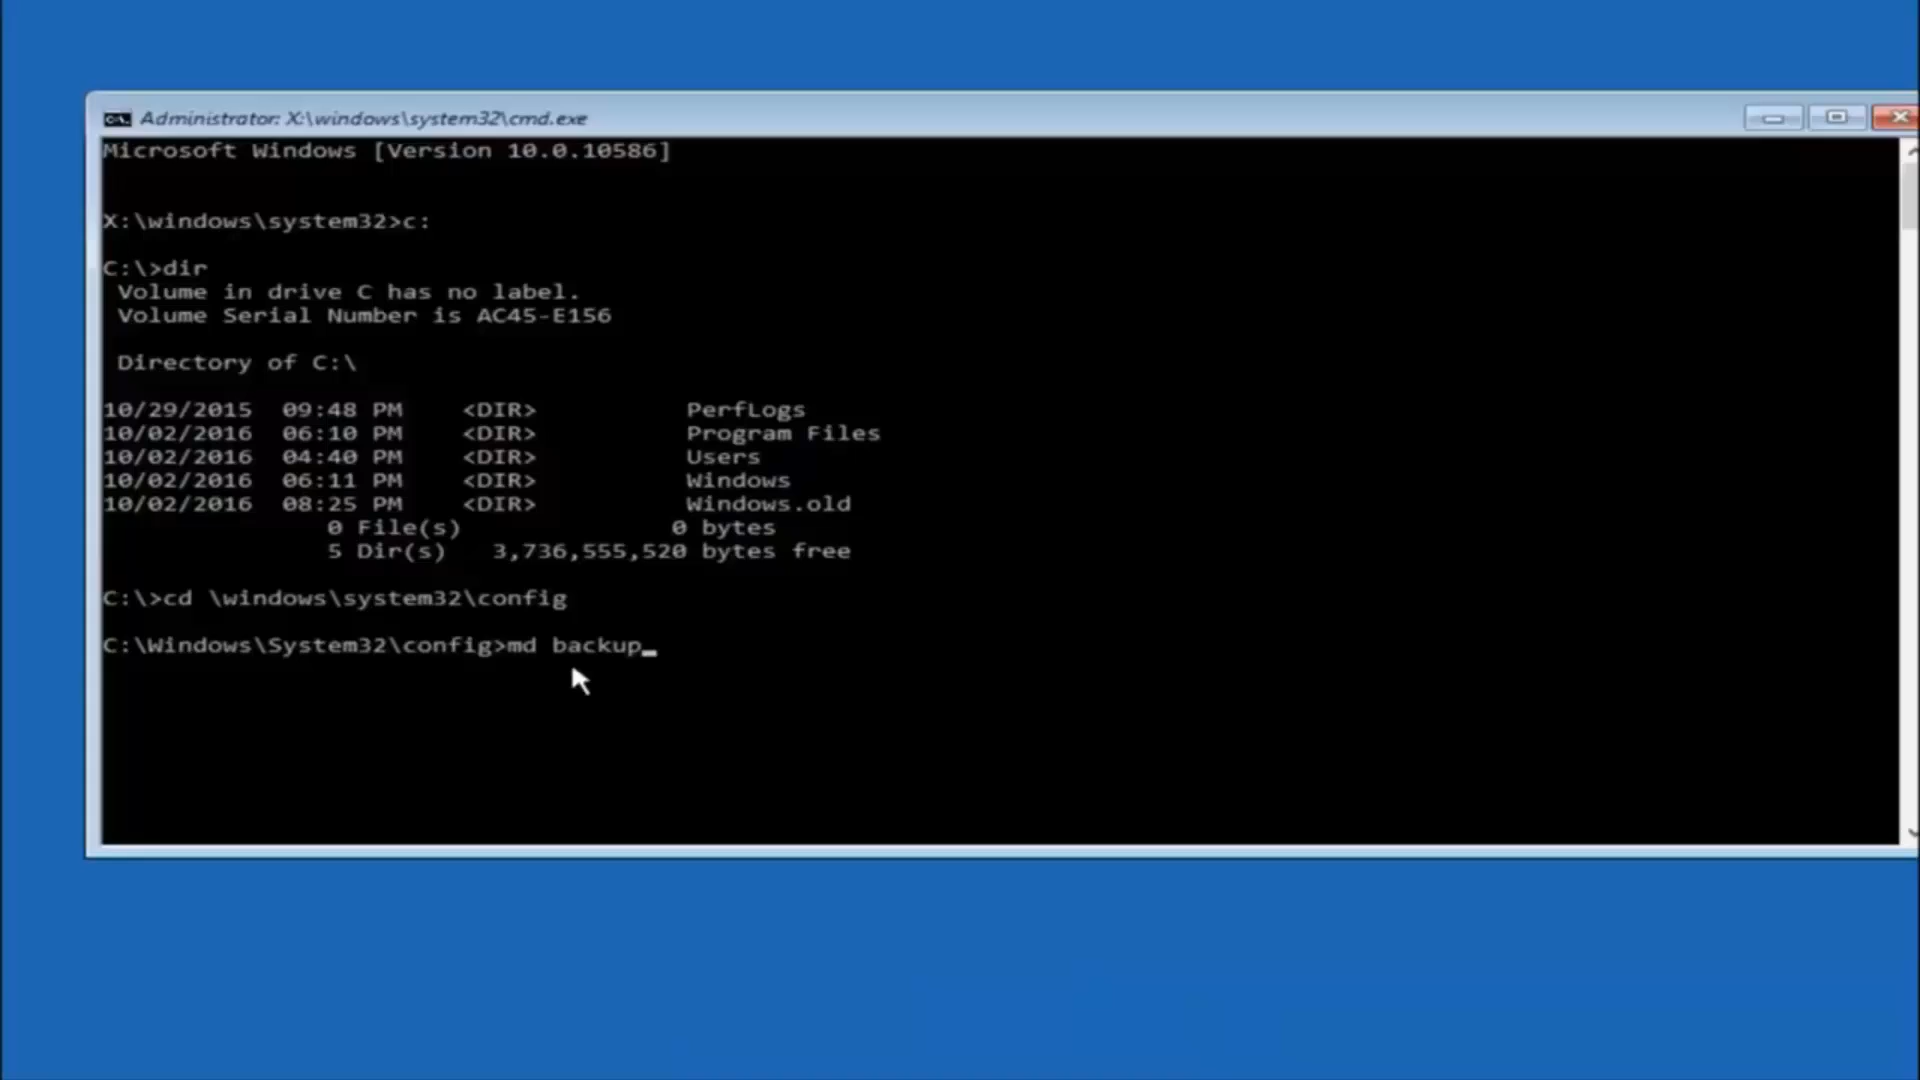 Administrator: X:\windows\system32\cmd.exe
Microsoft Windows [Version 10.0.10586]
X:\windows\system32>c:
C:\>dir
Volume in drive C has no label.
Volume Serial Number is AC45-E156
Directory of C:\
10/29/2015  09:48 PM    <DIR>          PerfLogs
10/02/2016  06:10 PM    <DIR>          Program Files
10/02/2016  04:40 PM    <DIR>          Users
10/02/2016  06:11 PM    <DIR>          Windows
10/02/2016  08:25 PM    <DIR>          Windows.old
0 File(s)              0 bytes
5 Dir(s)   3,736,555,520 bytes free
C:\>cd \windows\system32\config
C:\Windows\System32\config>md backup_